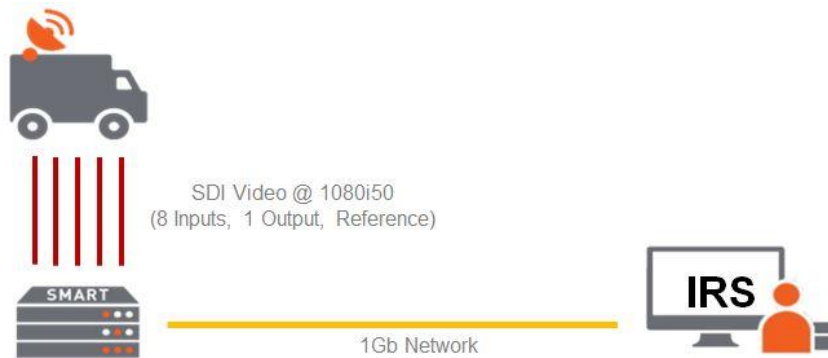 SDI Video @ 1080i50
(8 Inputs, 1 Output, Reference)
SMART
IRS
1Gb Network